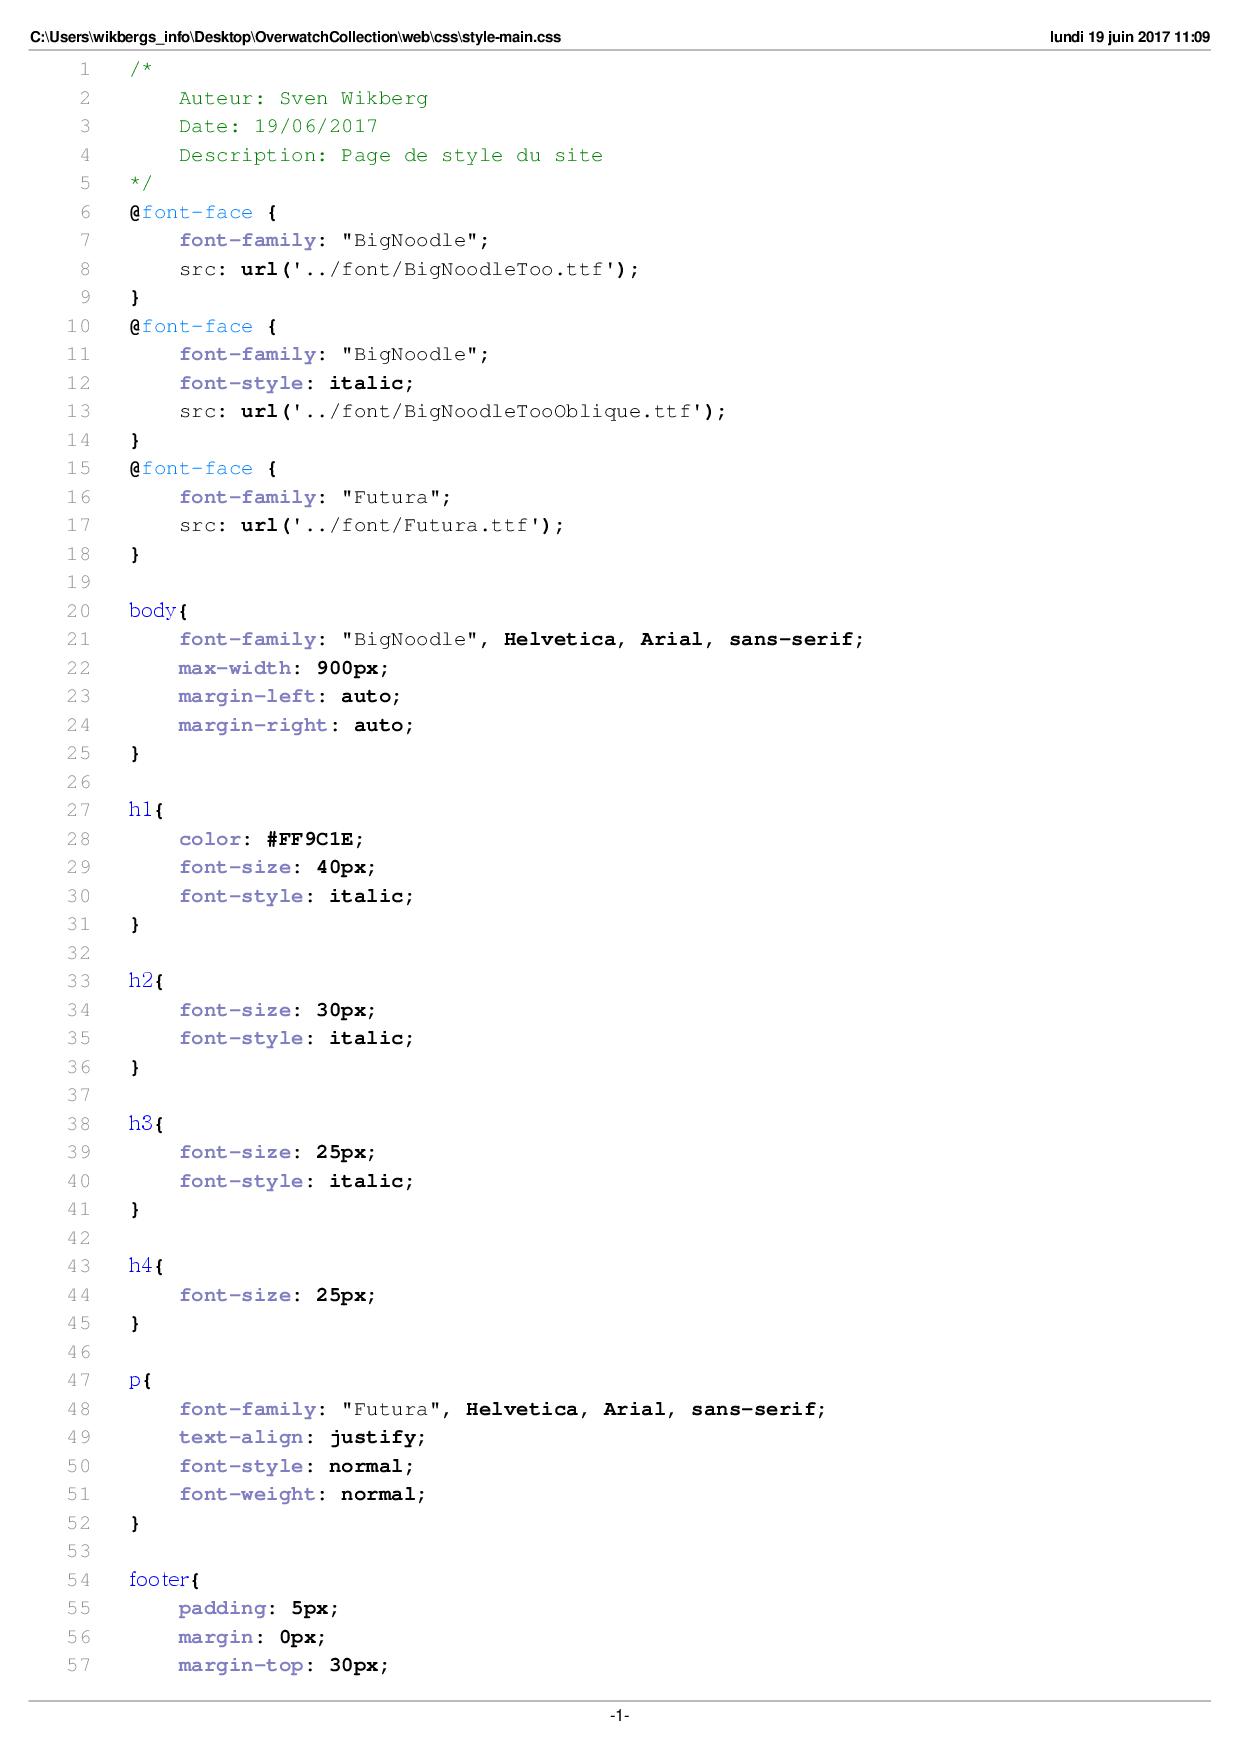 C:\Users\wikbergs_info\Desktop\OverwatchCollection\web\css\style-main.css lundi 19 juin 2017 11:09
1 /*
2 Auteur: Sven Wikberg
3 Date: 19/06/2017
4 Description: Page de style du site
5 */
6 @font-face {
7 font-family: "BigNoodle";
8 src: url('../font/BigNoodleToo.ttf');
9 }
10 @font-face {
11 font-family: "BigNoodle";
12 font-style: italic;
13 src: url('../font/BigNoodleTooOblique.ttf');
14 }
15 @font-face {
16 font-family: "Futura";
17 src: url('../font/Futura.ttf');
18 }
19
20 body{
21 font-family: "BigNoodle", Helvetica, Arial, sans-serif;
22 max-width: 900px;
23 margin-left: auto;
24 margin-right: auto;
25 }
26
27 h1{
28 color: #FF9C1E;
29 font-size: 40px;
30 font-style: italic;
31 }
32
33 h2{
34 font-size: 30px;
35 font-style: italic;
36 }
37
38 h3{
39 font-size: 25px;
40 font-style: italic;
41 }
42
43 h4{
44 font-size: 25px;
45 }
46
47 p{
48 font-family: "Futura", Helvetica, Arial, sans-serif;
49 text-align: justify;
50 font-style: normal;
51 font-weight: normal;
52 }
53
54 footer{
55 padding: 5px;
56 margin: 0px;
57 margin-top: 30px;
-1-